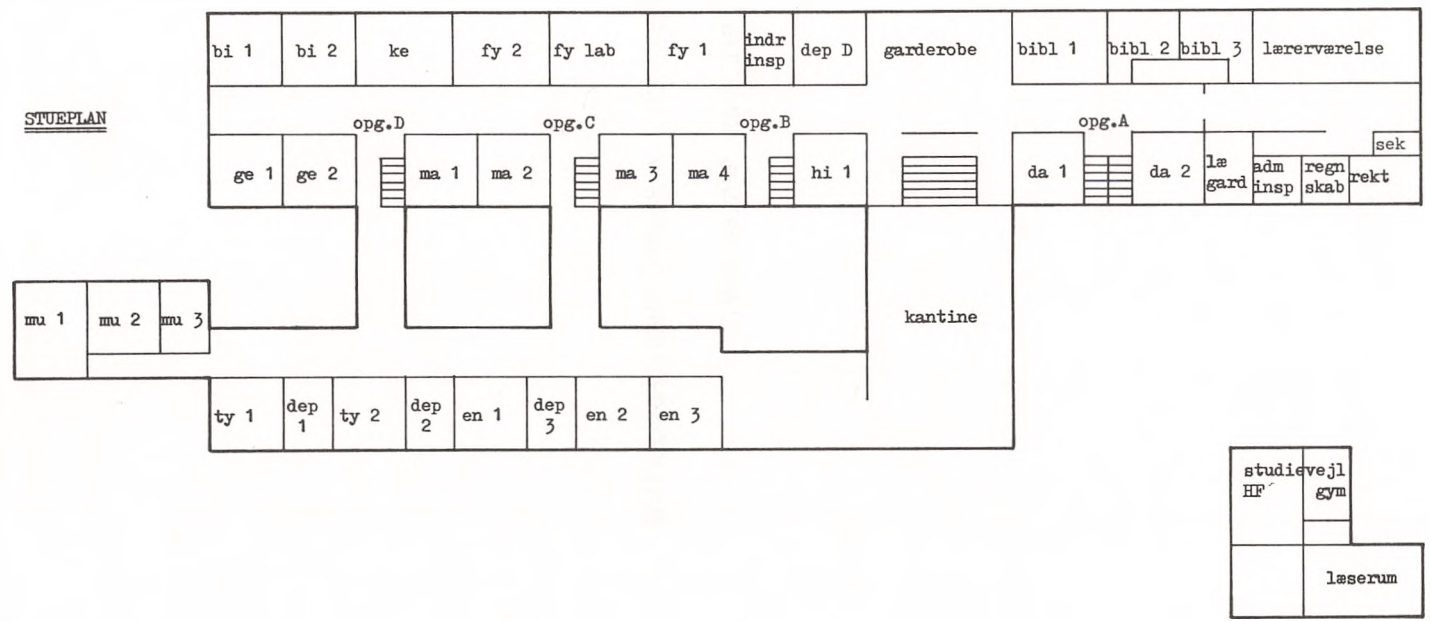 bi 1 bi 2 ke fy 2 fy lab fy 1 indr dep D garderobe bibl 1 bibl 2 bibl 3 lærerværelse
insp
STUEPLAN
opg.D opg.C opg.B opg.A
sek
ge 1 ge 2 ma 1 ma 2 ma 3 ma 4 hi 1 da 1 da 2 læ adm regn rekt
gard insp skab
mu 1 mu 2 mu 3 kantine
ty 1 dep ty 2 dep en 1 dep en 2 en 3
1 2 3
studievejl
HF gym
læserum